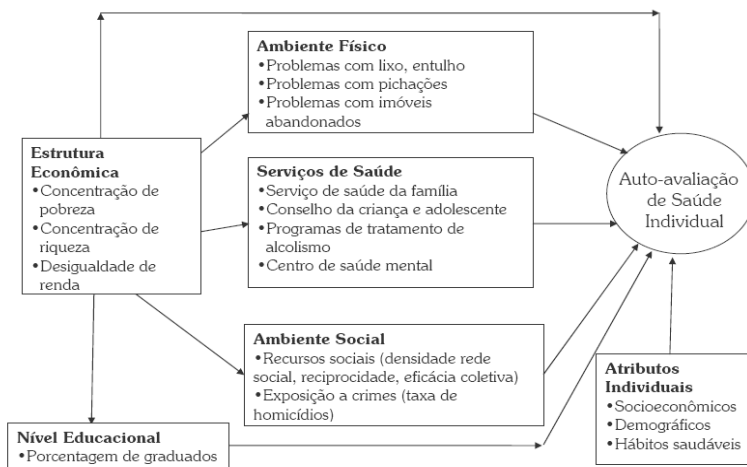 Ambiente Físico
•Problemas com lixo, entulho
•Problemas com pichações
•Problemas com imóveis
abandonados
Estrutura
Econômica
•Concentração de
pobreza
•Concentração de
riqueza
•Desigualdade de
renda
Serviços de Saúde
•Serviço de saúde da família
•Conselho da criança e adolescente
•Programas de tratamento de
alcolismo
•Centro de saúde mental
Auto-avaliação
de Saúde
Individual
Ambiente Social
•Recursos sociais (densidade rede
social, reciprocidade, eficácia coletiva)
•Exposição a crimes (taxa de
homicídios)
Atributos
Individuais
•Socioeconômicos
•Demográficos
•Hábitos saudáveis
Nível Educacional
•Porcentagem de graduados